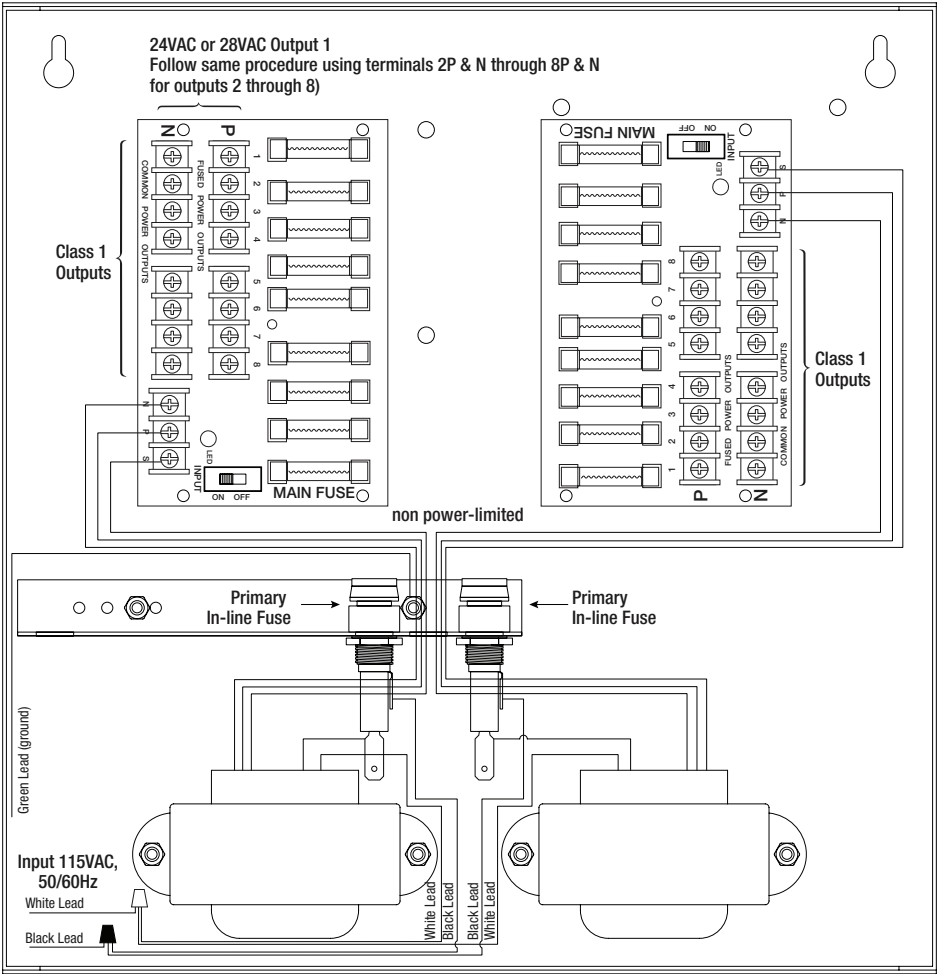 24VAC or 28VAC Output 1
Follow same procedure using terminals 2P & N through 8P & N
for outputs 2 through 8)
N
P
COMMON POWER OUTPUTS
FUSED POWER OUTPUTS
1
2
3
4
5
6
7
8
Class 1
Outputs
N
P
S
LED
INPUT
ON OFF
MAIN FUSE
MAIN FUSE
OFF ON
INPUT
LED
S
P
N
8
7
6
5
4
3
2
1
FUSED POWER OUTPUTS
COMMON POWER OUTPUTS
P
N
Class 1
Outputs
non power-limited
Primary
In-line Fuse
Primary
In-line Fuse
Green Lead (ground)
Input 115VAC,
50/60Hz
White Lead
Black Lead
White Lead
Black Lead
Black Lead
White Lead